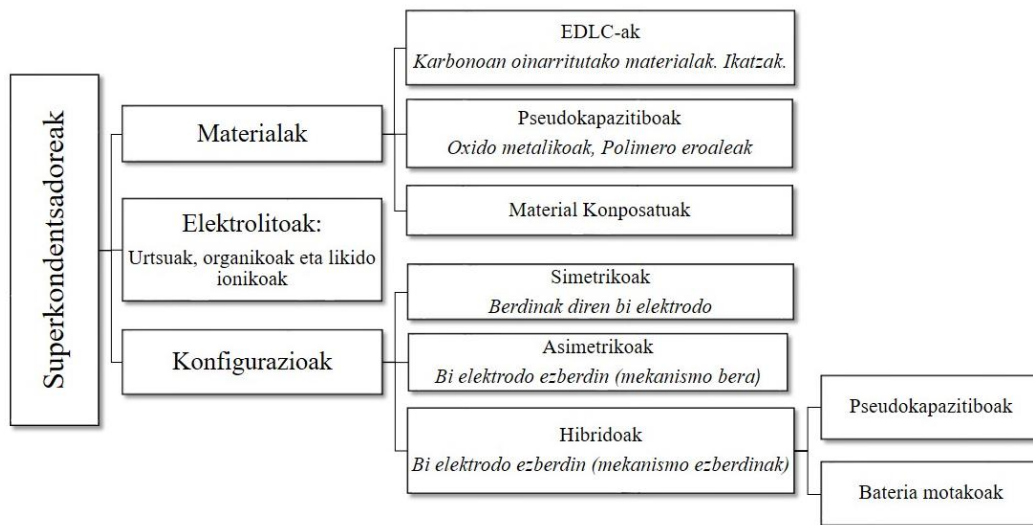 Superkondentsadoreak
Materialak
EDLC-ak
Karbonoan oinarritutako materialak. Ikatzak.
Pseudokapazitiboak
Oxido metalikoak, Polimero eroaleak
Material Konposatuak
Elektrolitoak:
Urtsuak, organikoak eta likido
ionikoak
Konfigurazioak
Simetrikoak
Berdinak diren bi elektrodo
Asimetrikoak
Bi elektrodo ezberdin (mekanismo bera)
Hibridoak
Bi elektrodo ezberdin (mekanismo ezberdinak)
Pseudokapazitiboak
Bateria motakoak